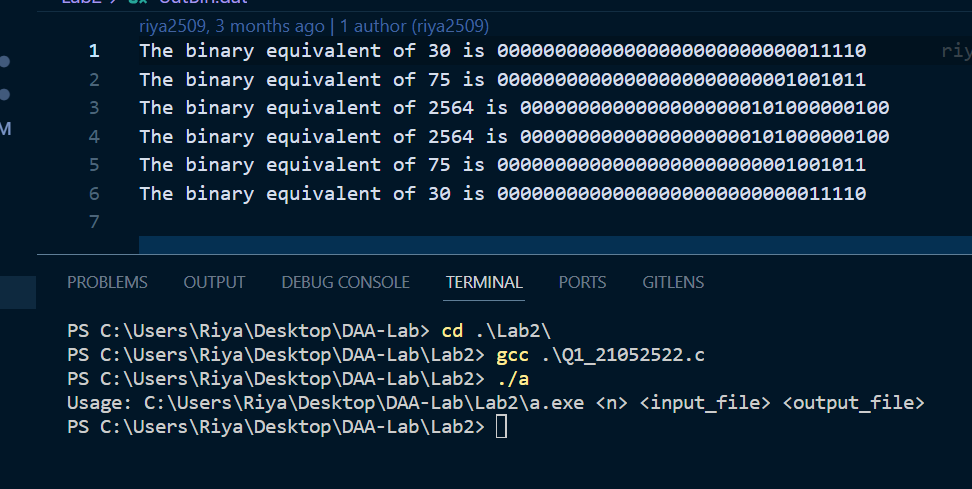 riya2509, 3 months ago | 1 author (riya2509)
1 The binary equivalent of 30 is 00000000000000000000000000011110
2 The binary equivalent of 75 is 00000000000000000000000001001011
3 The binary equivalent of 2564 is 00000000000000000000101000000100
4 The binary equivalent of 2564 is 00000000000000000000101000000100
5 The binary equivalent of 75 is 00000000000000000000000001001011
6 The binary equivalent of 30 is 00000000000000000000000000011110
7
M
PROBLEMS OUTPUT DEBUG CONSOLE TERMINAL PORTS GITLENS
PS C:\Users\Riya\Desktop\DAA-Lab> cd .\Lab2\
PS C:\Users\Riya\Desktop\DAA-Lab\Lab2> gcc .\Q1_21052522.c
PS C:\Users\Riya\Desktop\DAA-Lab\Lab2> ./a
Usage: C:\Users\Riya\Desktop\DAA-Lab\Lab2\a.exe <n> <input_file> <output_file>
PS C:\Users\Riya\Desktop\DAA-Lab\Lab2>